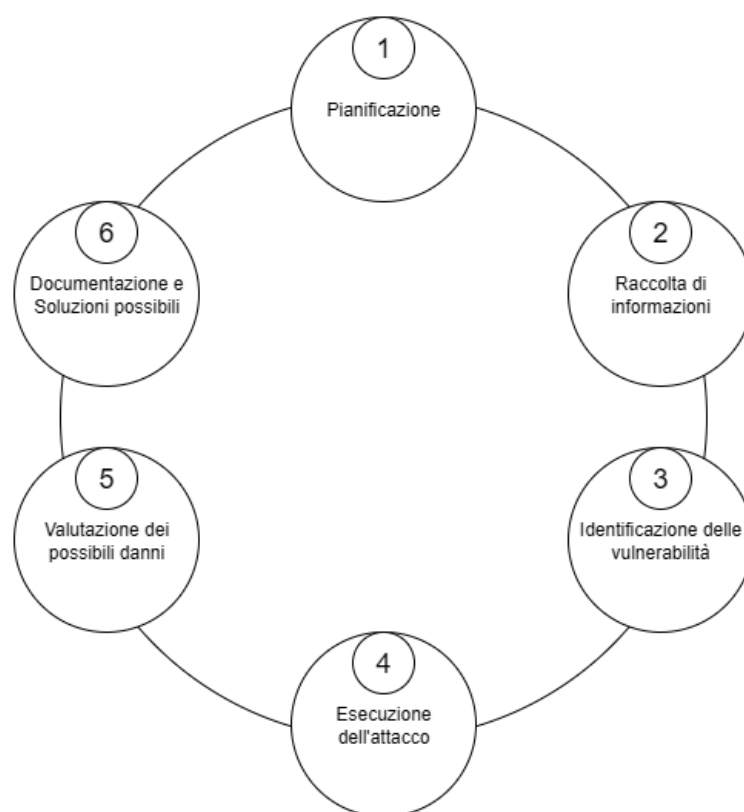 1
Pianificazione
2
Raccolta di
informazioni
3
Identificazione delle
vulnerabilità
4
Esecuzione
dell'attacco
5
Valutazione dei
possibili danni
6
Documentazione e
Soluzioni possibili